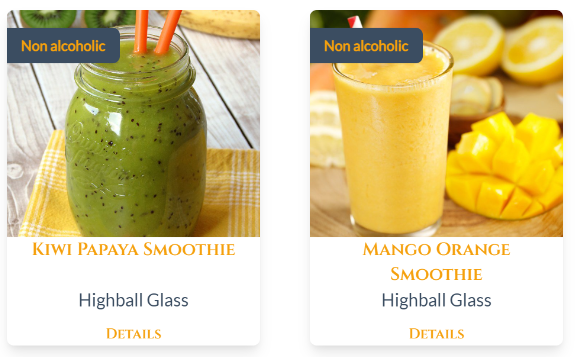 Non alcoholic
Kiwi Papaya Smoothie
Highball Glass
Details
Non alcoholic
Mango Orange
Smoothie
Highball Glass
Details